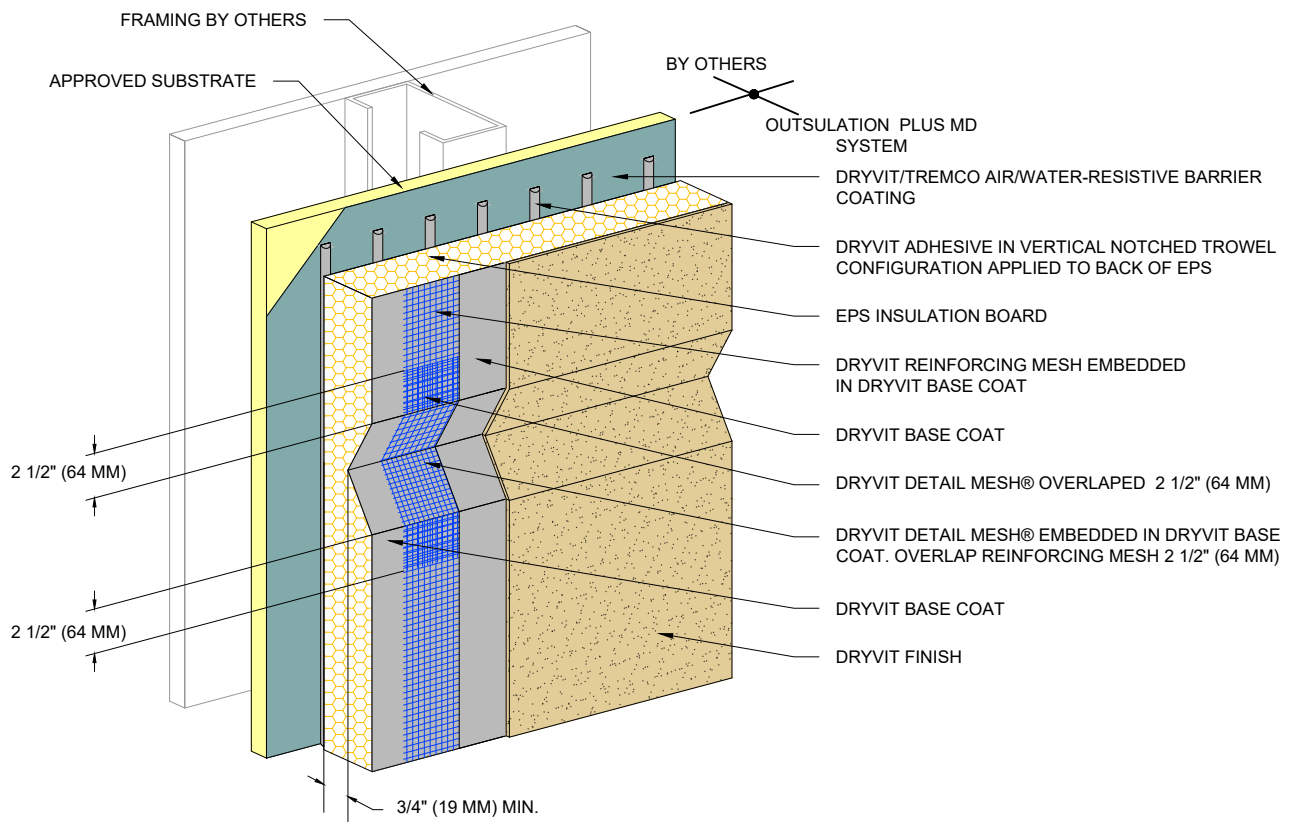 FRAMING BY OTHERS
APPROVED SUBSTRATE
BY OTHERS
OUTSULATION PLUS MD
SYSTEM
DRYVIT/TREMCO AIR/WATER-RESISTIVE BARRIER
COATING
DRYVIT ADHESIVE IN VERTICAL NOTCHED TROWEL
CONFIGURATION APPLIED TO BACK OF EPS
EPS INSULATION BOARD
DRYVIT REINFORCING MESH EMBEDDED
IN DRYVIT BASE COAT
DRYVIT BASE COAT
2 1/2" (64 MM)
DRYVIT DETAIL MESH® OVERLAPED 2 1/2" (64 MM)
DRYVIT DETAIL MESH® EMBEDDED IN DRYVIT BASE
COAT. OVERLAP REINFORCING MESH 2 1/2" (64 MM)
DRYVIT BASE COAT
2 1/2" (64 MM)
DRYVIT FINISH
3/4" (19 MM) MIN.